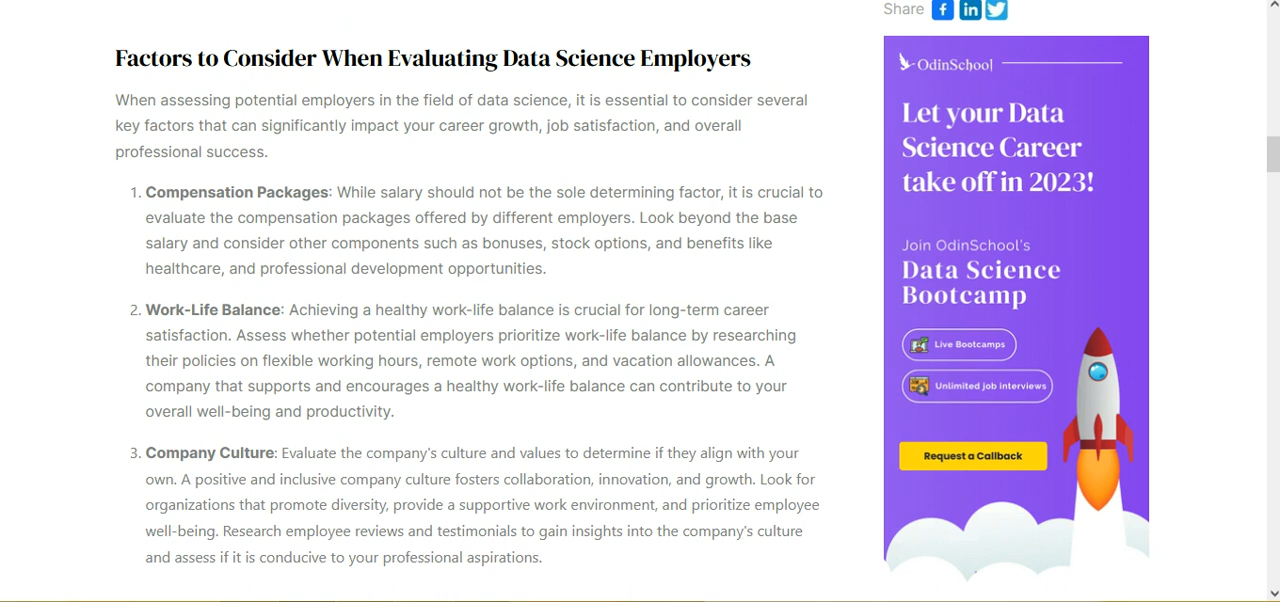 Share
Factors to Consider When Evaluating Data Science Employers
When assessing potential employers in the field of data science, it is essential to consider several
key factors that can significantly impact your career growth, job satisfaction, and overall
professional success.
1. Compensation Packages: While salary should not be the sole determining factor, it is crucial to
evaluate the compensation packages offered by different employers. Look beyond the base
salary and consider other components such as bonuses, stock options, and benefits like
healthcare, and professional development opportunities.
2. Work-Life Balance: Achieving a healthy work-life balance is crucial for long-term career
satisfaction. Assess whether potential employers prioritize work-life balance by researching
their policies on flexible working hours, remote work options, and vacation allowances. A
company that supports and encourages a healthy work-life balance can contribute to your
overall well-being and productivity.
3. Company Culture: Evaluate the company's culture and values to determine if they align with your
own. A positive and inclusive company culture fosters collaboration, innovation, and growth. Look for
organizations that promote diversity, provide a supportive work environment, and prioritize employee
well-being. Research employee reviews and testimonials to gain insights into the company's culture
and assess if it is conducive to your professional aspirations.
OdinSchool
Let your Data
Science Career
take off in 2023!
Join OdinSchool's
Data Science
Bootcamp
Live Bootcamps
Unlimited job interviews
Request a Callback